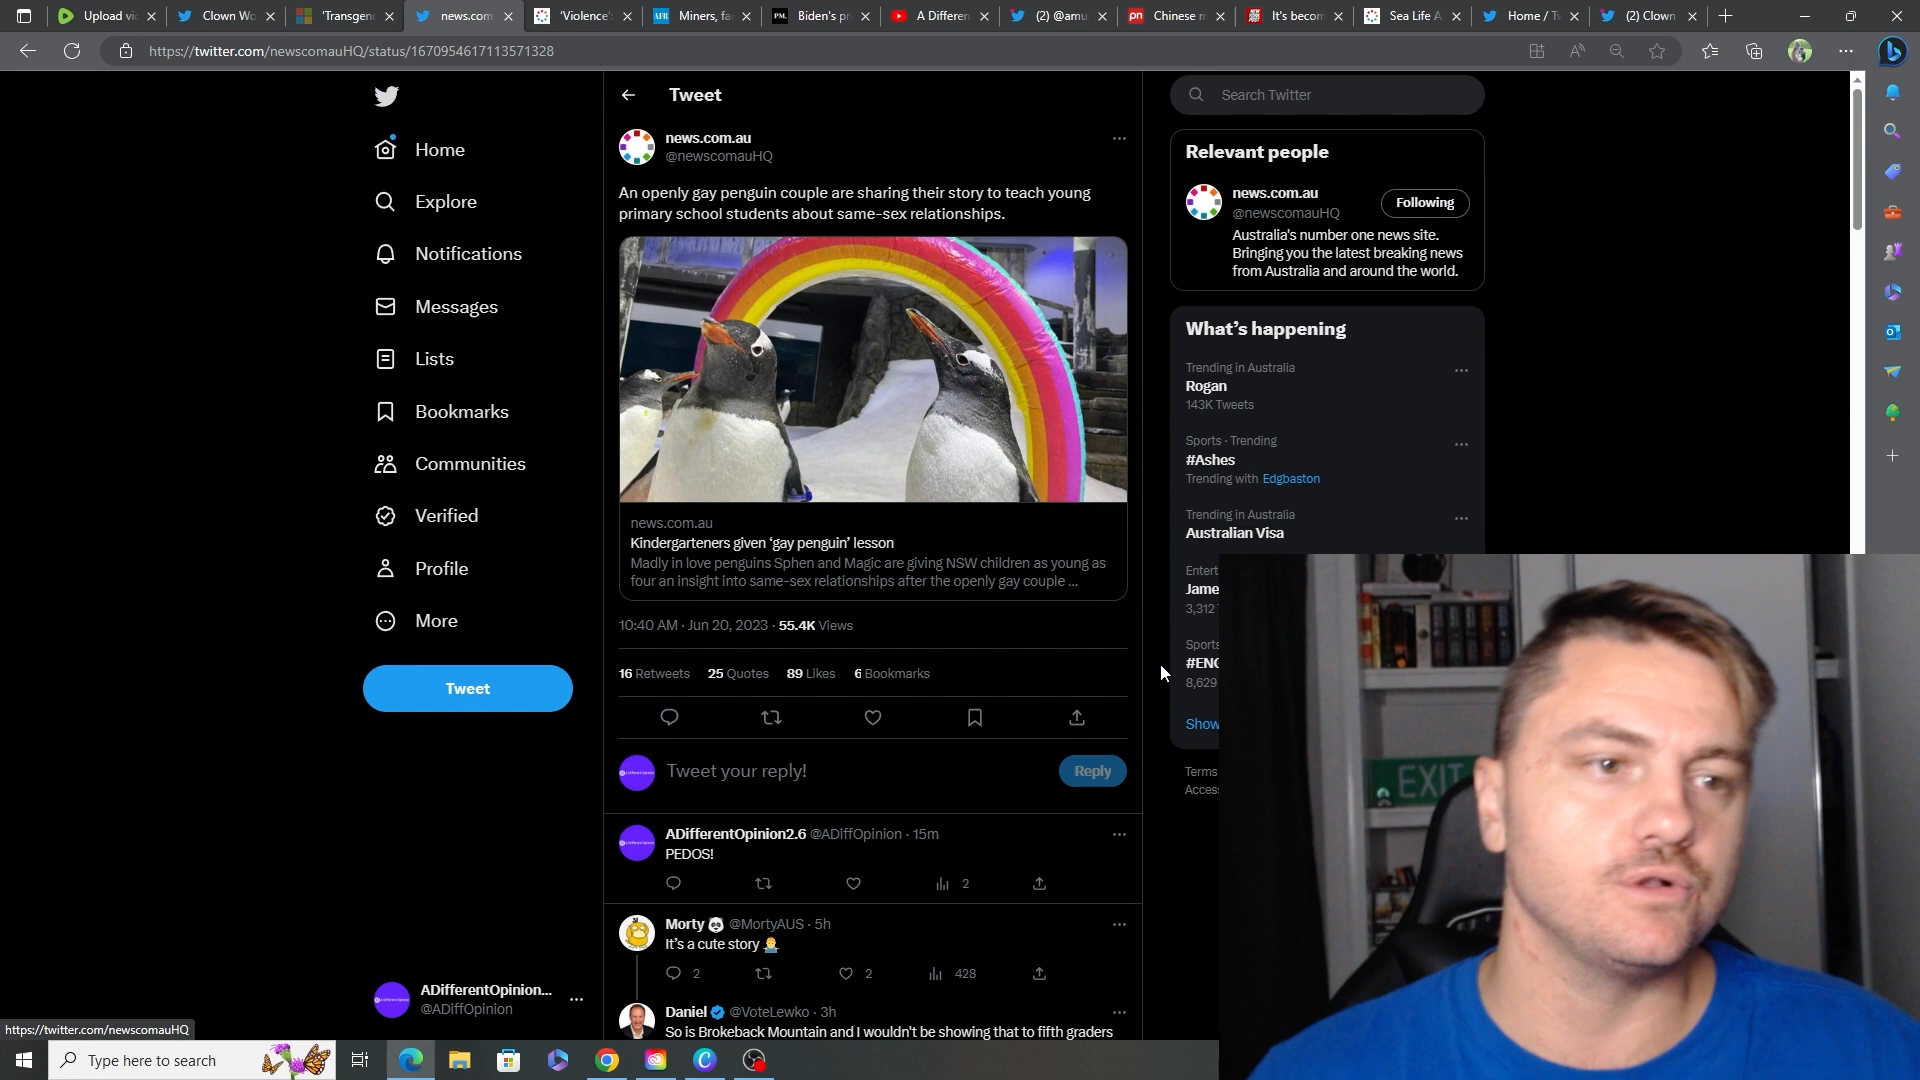 Upload vi
Clown Wo
'Transgen
news.com
'Violence'
Miners, fa
Biden's pr
A Differen
(2) @amu
Chinese m
It's becom
Sea Life A
Home / Tw
(2) Clown
https://twitter.com/newscomauHQ/status/1670954617113571328
Home
Explore
Notifications
Messages
Lists
Bookmarks
Communities
Verified
Profile
More
Tweet
ADifferentOpinion...
@ADiffOpinion
https://twitter.com/newscomauHQ
Tweet
news.com.au
@newscomauHQ
An openly gay penguin couple are sharing their story to teach young
primary school students about same-sex relationships.
news.com.au
Kindergarteners given ‘gay penguin’ lesson
Madly in love penguins Sphen and Magic are giving NSW children as young as
four an insight into same-sex relationships after the openly gay couple ...
10:40 AM · Jun 20, 2023 · 55.4K Views
16 Retweets 25 Quotes 89 Likes 6 Bookmarks
Tweet your reply!
Reply
ADifferentOpinion2.6 @ADiffOpinion · 15m
PEDOS!
2
Morty @MortyAUS · 5h
It’s a cute story
2 2 428
Daniel @VoteLewko · 3h
So is Brokeback Mountain and I wouldn't be showing that to fifth graders
Search Twitter
Relevant people
news.com.au
@newscomauHQ
Following
Australia's number one news site.
Bringing you the latest breaking news
from Australia and around the world.
What’s happening
Trending in Australia
Rogan
143K Tweets
Sports · Trending
#Ashes
Trending with Edgbaston
Trending in Australia
Australian Visa
Entert
Jame
3,312
Sports
#ENG
8,629
Show
Terms
Access
EXIT
Type here to search